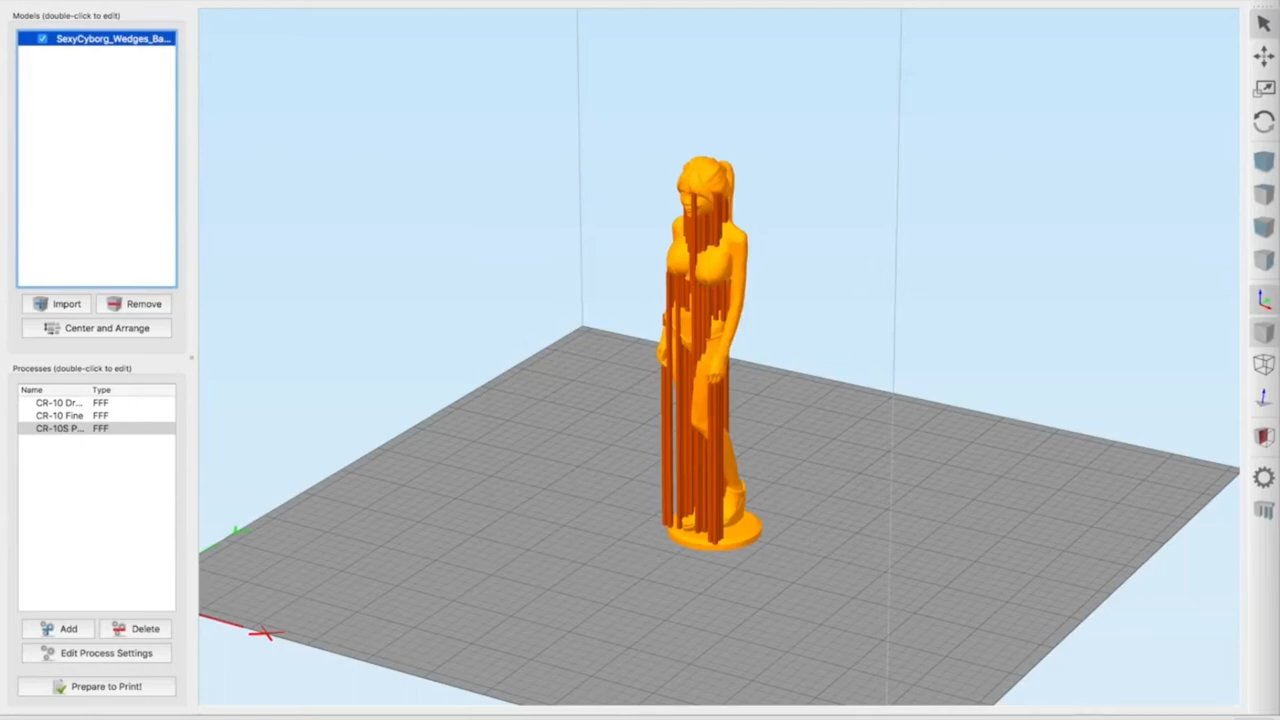 Models (double-click to edit)
SexyCyborg_Wedges_Ba...
Import
Remove
Center and Arrange
Processes (double-click to edit)
Name Type
CR-10 Dr... FFF
CR-10 Fine FFF
CR-10S P... FFF
Add
Delete
Edit Process Settings
Prepare to Print!